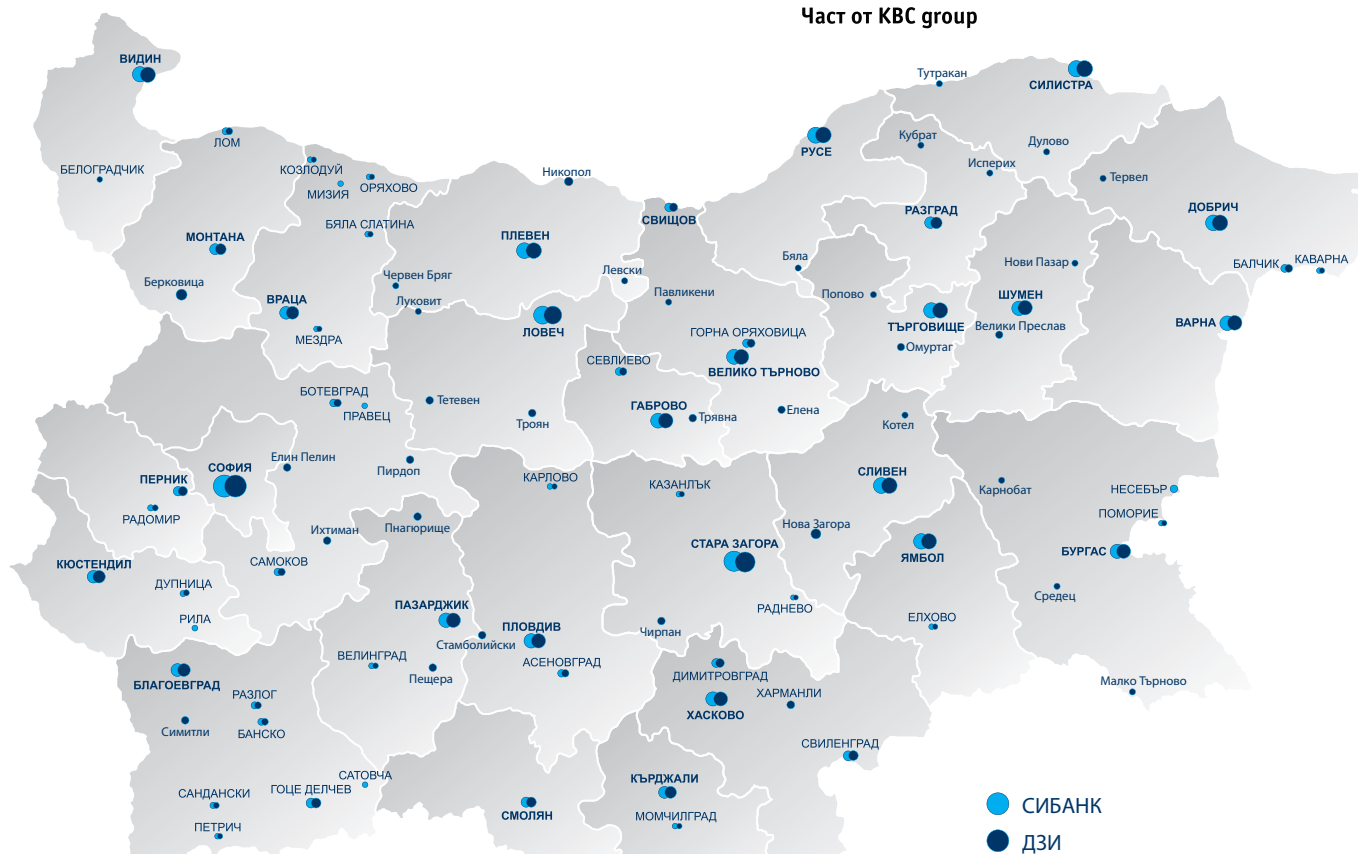 Част от KBC group
ВИДИН
Тутракан
СИЛИСТРА
ЛОМ
Кубрат
РУСЕ
Дулово
КОЗЛОДУЙ
БЕЛОГРАДЧИК
Исперих
Никопол
Тервел
ОРЯХОВО
МИЗИЯ
РАЗГРАД
ДОБРИЧ
СВИЩОВ
БЯЛА СЛАТИНА
МОНТАНА
ПЛЕВЕН
Бяла
Нови Пазар
КАВАРНА
БАЛЧИК
Левски
Червен Бряг
Берковица
Павликени
Попово
ШУМЕН
ВРАЦА
Луковит
ВАРНА
ТЪРГОВИЩЕ
Велики Преслав
ЛОВЕЧ
ГОРНА ОРЯХОВИЦА
МЕЗДРА
Омуртаг
СЕВЛИЕВО
ВЕЛИКО ТЪРНОВО
БОТЕВГРАД
ПРАВЕЦ
Тетевен
ГАБРОВО
Трявна
Елена
Троян
Котел
Елин Пелин
СОФИЯ
Пирдоп
СЛИВЕН
ПЕРНИК
КАРЛОВО
КАЗАНЛЪК
Карнобат
НЕСЕБЪР
РАДОМИР
ПОМОРИЕ
Нова Загора
Пнагюрище
Ихтиман
СТАРА ЗАГОРА
БУРГАС
ЯМБОЛ
КЮСТЕНДИЛ
САМОКОВ
ДУПНИЦА
Средец
ПАЗАРДЖИК
РАДНЕВО
РИЛА
ЕЛХОВО
ПЛОВДИВ
Чирпан
Стамболийски
ВЕЛИНГРАД
АСЕНОВГРАД
ДИМИТРОВГРАД
Пещера
Малко Търново
БЛАГОЕВГРАД
РАЗЛОГ
ХАРМАНЛИ
ХАСКОВО
Симитли
БАНСКО
СВИЛЕНГРАД
САТОВЧА
КЪРДЖАЛИ
ГОЦЕ ДЕЛЧЕВ
САНДАНСКИ
СИБАНК
СМОЛЯН
МОМЧИЛГРАД
ПЕТРИЧ
ДЗИ